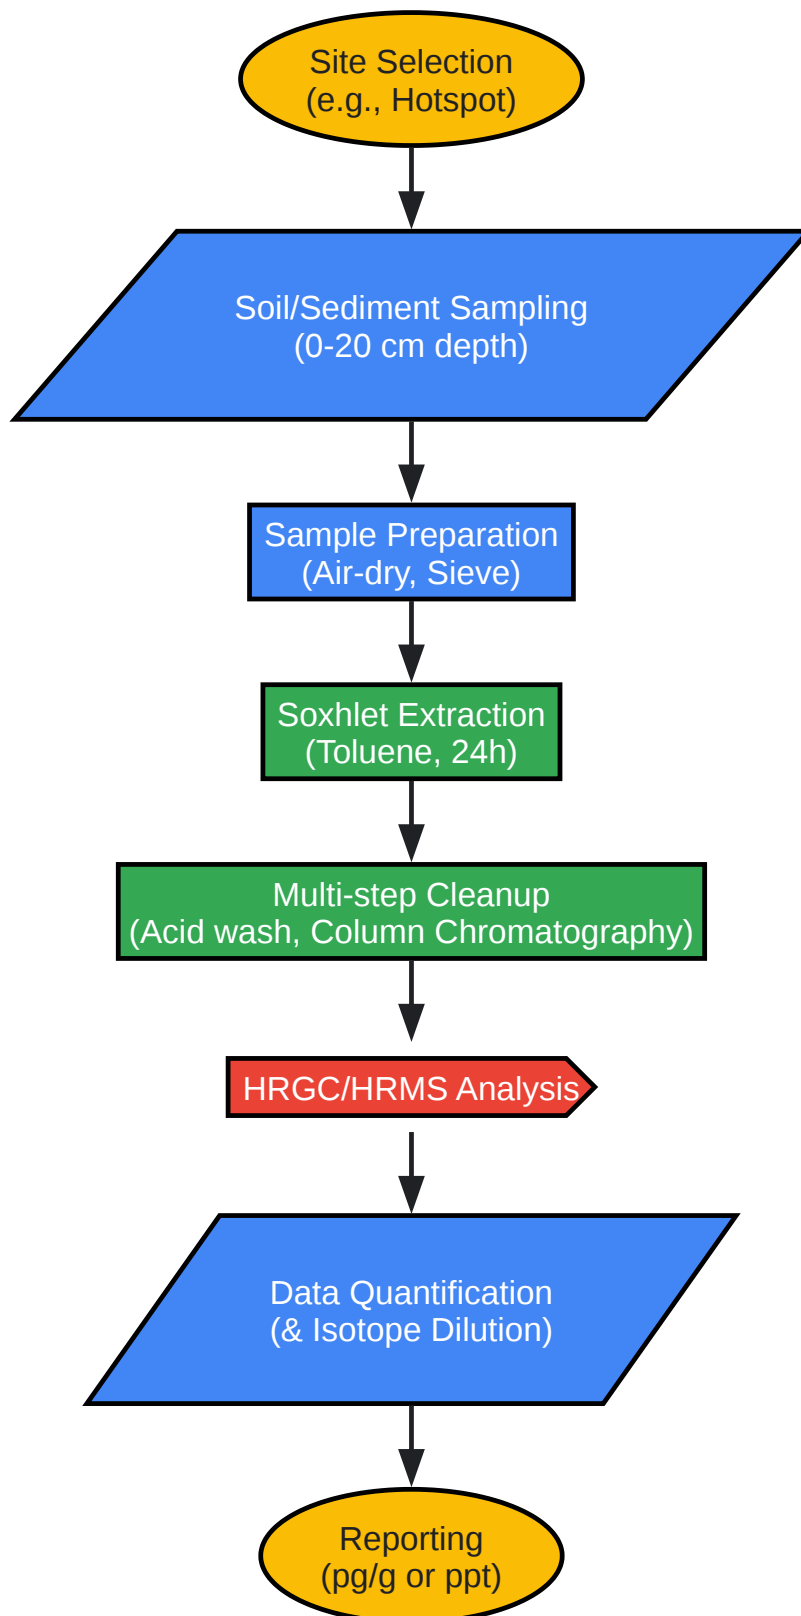 Site Selection
(e.g., Hotspot)
Soil/Sediment Sampling
(0-20 cm depth)
Sample Preparation
(Air-dry, Sieve)
Soxhlet Extraction
(Toluene, 24h)
Multi-step Cleanup
(Acid wash, Column Chromatography)
HRGC/HRMS Analysis
Data Quantification
(& Isotope Dilution)
Reporting
(pg/g or ppt)